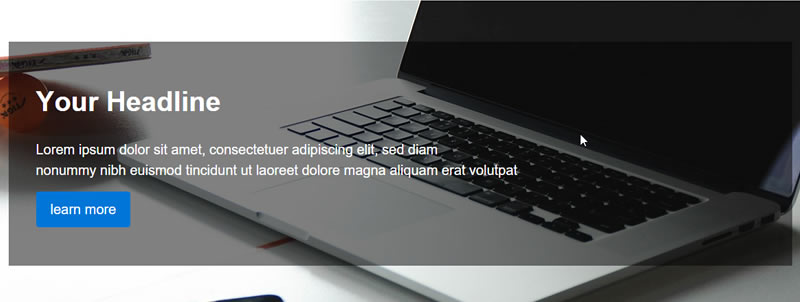 Your Headline
Lorem ipsum dolor sit amet, consectetuer adipiscing elit, sed diam
nonummy nibh euismod tincidunt ut laoreet dolore magna aliquam erat volutpat
learn more